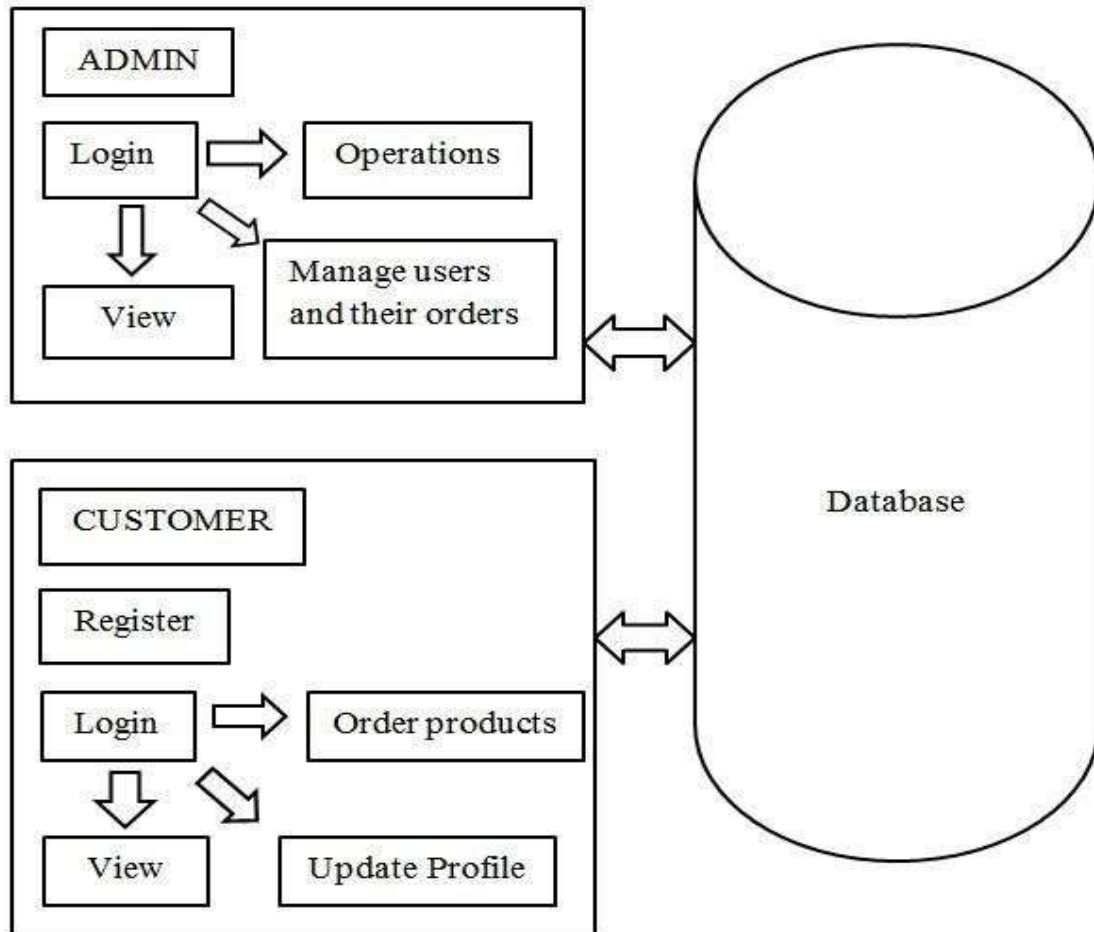 ADMIN
Login
Operations
View
Manage users
and their orders
CUSTOMER
Register
Login
Order products
View
Update Profile
Database